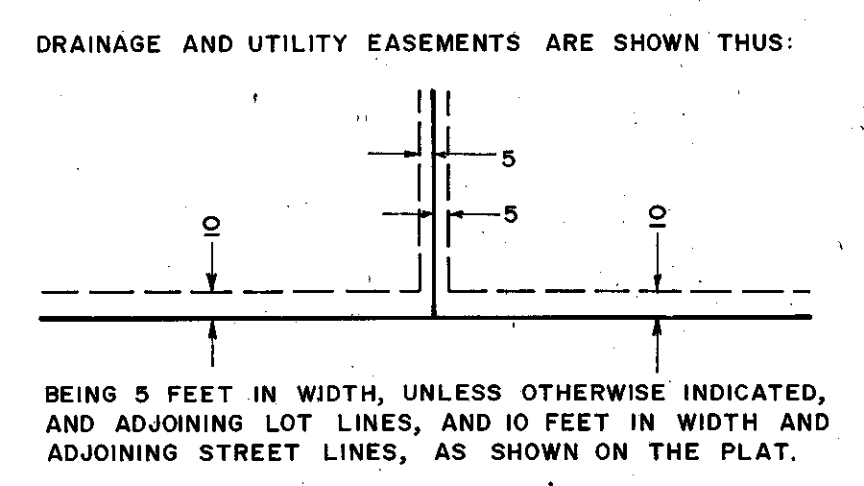 DRAINAGE AND UTILITY EASEMENTS ARE SHOWN THUS:
5
5
10
10
BEING 5 FEET IN WIDTH, UNLESS OTHERWISE INDICATED,
AND ADJOINING LOT LINES, AND 10 FEET IN WIDTH AND
ADJOINING STREET LINES, AS SHOWN ON THE PLAT.